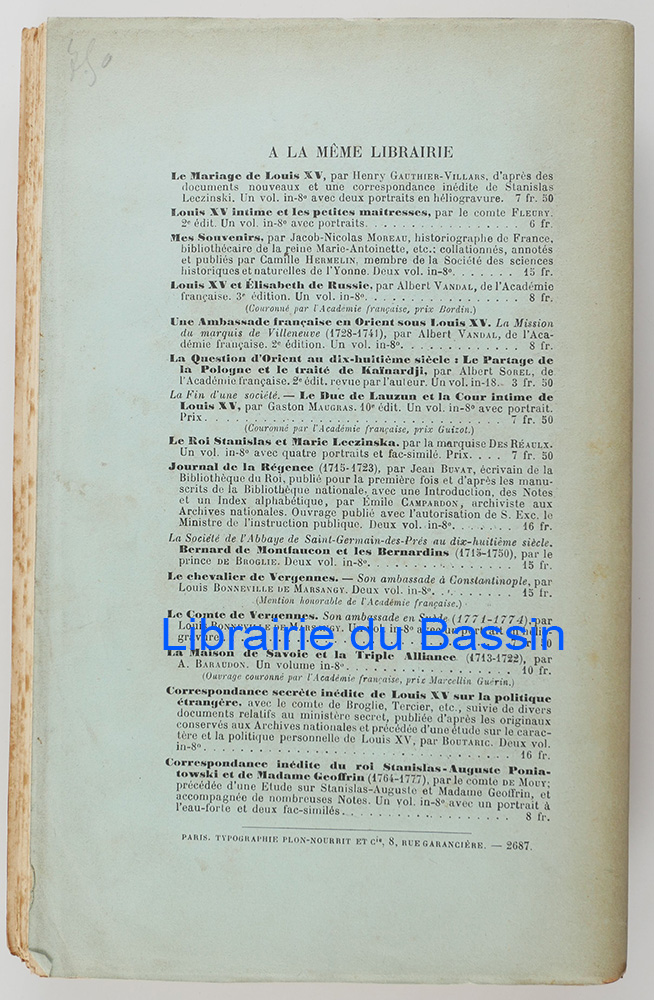 A LA MÊME LIBRAIRIE
Le Mariage de Louis XV, par Henry GAUTHIER-VILLARS, d'après des
documents nouveaux et une correspondance inédite de Stanislas
Leczinski. Un vol. in-8° avec deux portraits en héliogravure. 7 fr. 50
Louis XV intime et les petites maîtresses, par le comte FLEURY.
2e édit. Un vol. in-8° avec portraits. . . . . . . . . . . . 6 fr.
Mes Souvenirs, par Jacob-Nicolas MOREAU, historiographe de France,
bibliothécaire de la reine Marie-Antoinette, etc.; collationnés, annotés
et publiés par Camille HERMELIN, membre de la Société des sciences
historiques et naturelles de l'Yonne. Deux vol. in-8°. . . . . . 15 fr.
Louis XV et Élisabeth de Russie, par Albert VANDAL, de l'Académie
française. 3e édition. Un vol. in-8°. . . . . . . . . . . . 8 fr.
(Couronné par l'Académie française, prix Bordin.)
Une Ambassade française en Orient sous Louis XV. La Mission
du marquis de Villeneuve (1728-1741), par Albert VANDAL, de l'Aca-
démie française. 2e édition. Un vol. in-8°. . . . . . . . . . 8 fr.
La Question d'Orient au dix-huitième siècle : Le Partage de
la Pologne et le traité de Kaïnardji, par Albert SOREL, de
l'Académie française. 2e édit. revue par l'auteur. Un vol. in-18. . 3 fr. 50
La Fin d'une société. — Le Duc de Lauzun et la Cour intime de
Louis XV, par Gaston MAUGRAS. 10e édit. Un vol. in-8° avec portrait.
Prix. . . . . . . . . . . . . . . . . . . . 7 fr. 50
(Couronné par l'Académie française, prix Guizot.)
Le Roi Stanislas et Marie Leczinska, par la marquise DES RÉAULX.
Un vol. in-8° avec quatre portraits et fac-similé. Prix. . . . 7 fr. 50
Journal de la Régence (1715-1723), par Jean BUVAT, écrivain de la
Bibliothèque du Roi, publié pour la première fois et d'après les manu-
scrits de la Bibliothèque nationale, avec une Introduction, des Notes
et un Index alphabétique, par Émile CAMPARDON, archiviste aux
Archives nationales. Ouvrage publié avec l'autorisation de S. Exc. le
Ministre de l'instruction publique. Deux vol. in-8°. . . . . . 16 fr.
La Société de l'Abbaye de Saint-Germain-des-Prés au dix-huitième siècle.
Bernard de Montfaucon et les Bernardins (1715-1750), par le
prince DE BROGLIE. Deux vol. in-8°. . . . . . . . . . . . 15 fr.
Le chevalier de Vergennes. — Son ambassade à Constantinople, par
Louis BONNEVILLE DE MARSANGY. Deux vol. in-8°. . . . . . . . 15 fr.
(Mention honorable de l'Académie française.)
Le Comte de Vergennes. Son ambassade en Suède (1771-1774), par
Louis BONNEVILLE DE MARSANGY. Un vol. in-8° avec un portrait en hélio-
gravure. 50
Librairie du Bassin
La Maison de Savoie et la Triple Alliance (1713-1722), par
A. BARAUDON. Un volume in-8°. . . . . . . . . . . . . . 10 fr.
(Ouvrage couronné par l'Académie française, prix Marcellin Guérin.)
Correspondance secrète inédite de Louis XV sur la politique
étrangère, avec le comte de Broglie, Tercier, etc., suivie de divers
documents relatifs au ministère secret, publiée d'après les originaux
conservés aux Archives nationales et précédée d'une étude sur le carac-
tère et la politique personnelle de Louis XV, par BOUTARIC. Deux vol.
in-8°. . . . . . . . . . . . . . . . . . . . . 16 fr.
Correspondance inédite du roi Stanislas-Auguste Ponia-
towski et de Madame Geoffrin (1764-1777), par le comte DE MOUY;
précédée d'une Étude sur Stanislas-Auguste et Madame Geoffrin, et
accompagnée de nombreuses Notes. Un vol. in-8° avec un portrait à
l'eau-forte et deux fac-similés. . . . . . . . . . . . . . 8 fr.
PARIS. TYPOGRAPHIE PLON-NOURRIT ET Cie, 8, RUE GARANCIÈRE. — 2687.